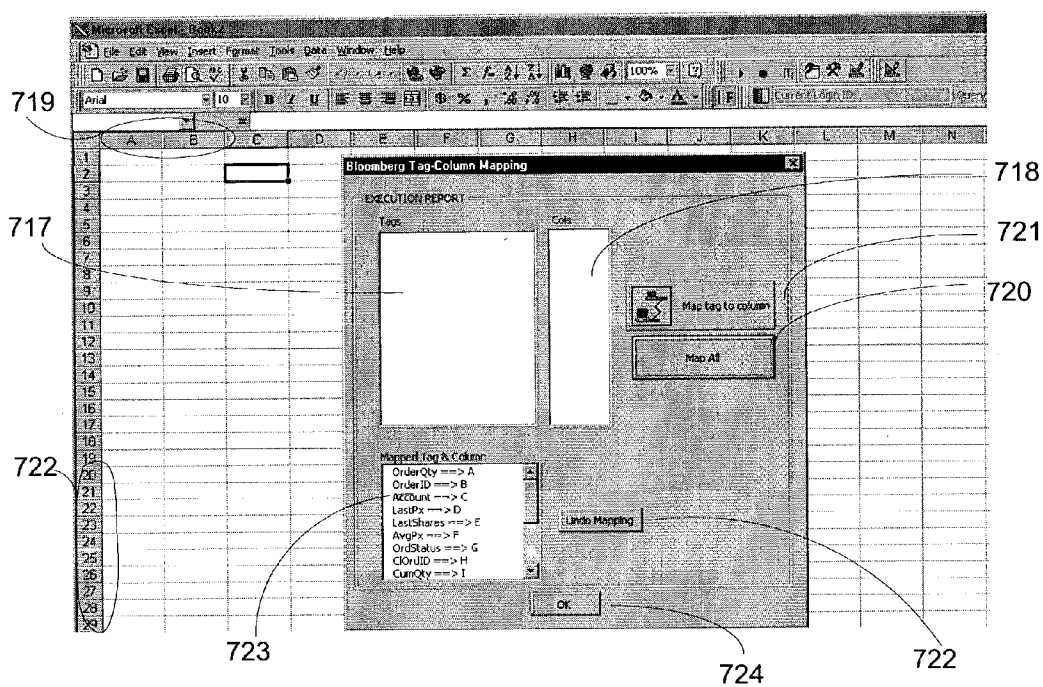 Microsoft Excel - Book2
File Edit View Insert Format Tools Data Window Help
100%
Arial 10 B I U $ % , Current Login ID: Query
719
A B C D E F G H I J K L M N
1
2
3
4
5
6
7
8
9
10
11
12
13
14
15
16
17
18
19
20
21
22
23
24
25
26
27
28
29
Bloomberg Tag-Column Mapping
EXECUTION REPORT
Tags
Cols
718
717
721
Map tag to column
720
Map All
Mapped Tag & Column
OrderQty ==> A
OrderID ==> B
Account ==> C
LastPx ==> D
LastShares ==> E
AvgPx ==> F
OrdStatus ==> G
ClOrdID ==> H
CumQty ==> I
722
Undo Mapping
OK
723
724
722